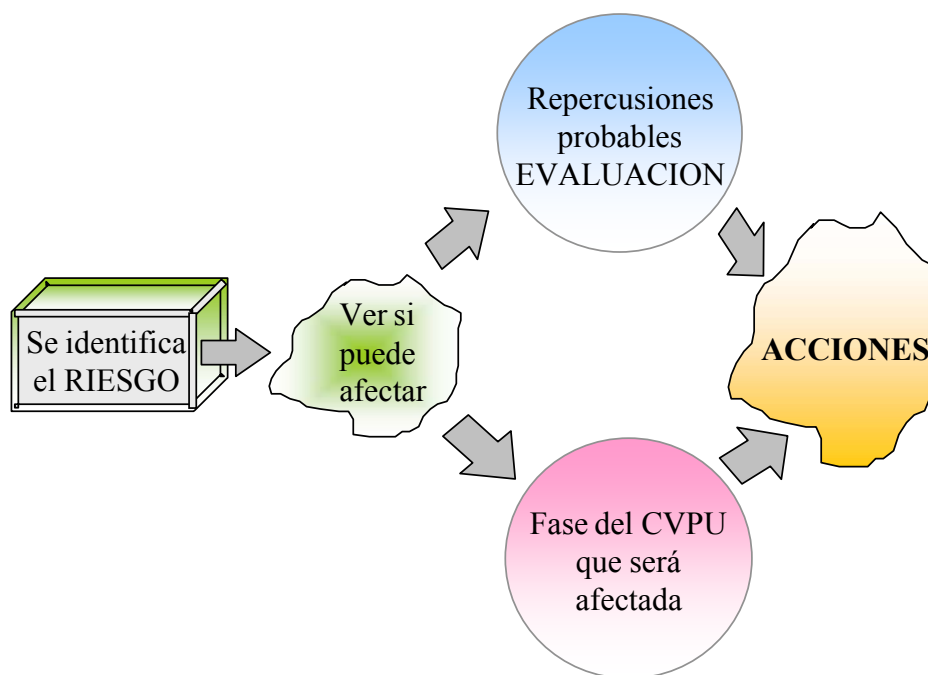 Se identifica
el RIESGO
Ver si
puede
afectar
Repercusiones
probables
EVALUACION
Fase del CVPU
que será
afectada
ACCIONES